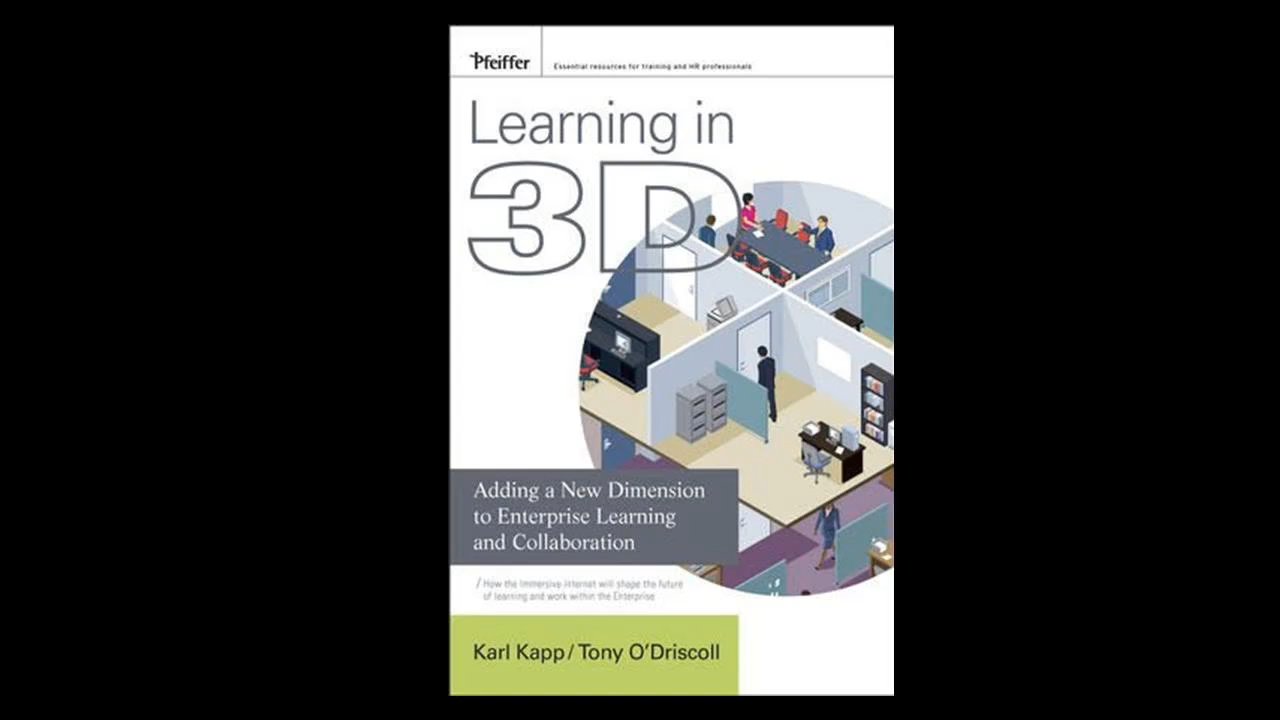 Pfeiffer
Essential resources for training and HR professionals
Learning in
3D
Adding a New Dimension
to Enterprise Learning
and Collaboration
/ How the Immersive Internet will shape the future
of learning and work within the Enterprise
Karl Kapp / Tony O'Driscoll